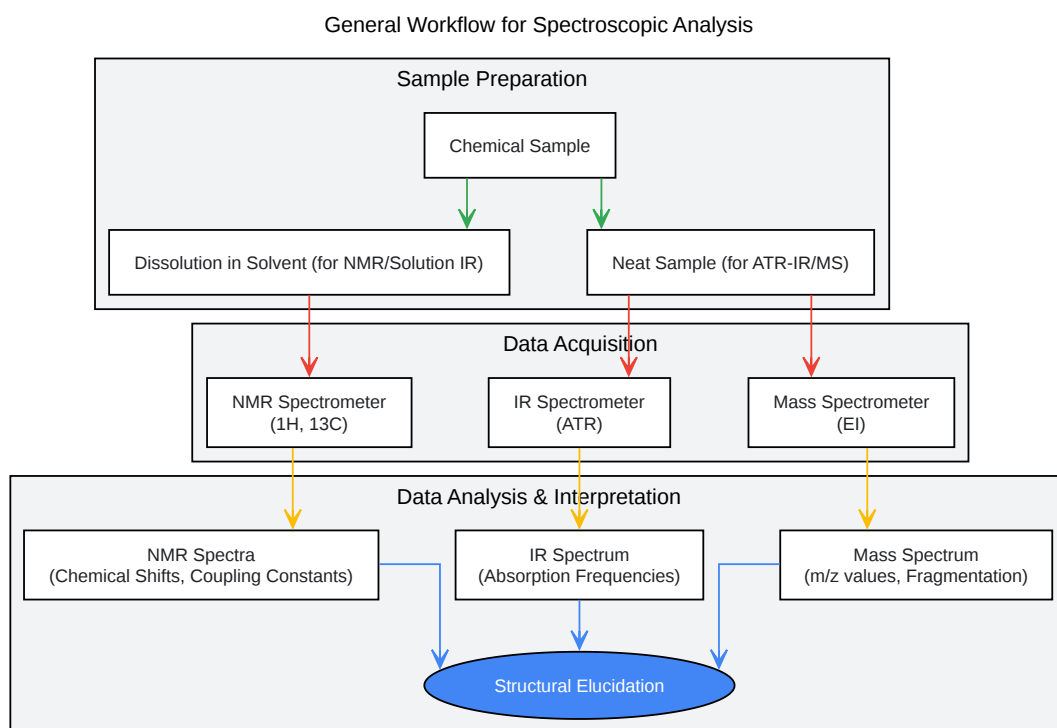 General Workflow for Spectroscopic Analysis
Sample Preparation
Chemical Sample
Dissolution in Solvent (for NMR/Solution IR)
Neat Sample (for ATR-IR/MS)
Data Acquisition
NMR Spectrometer
(1H, 13C)
IR Spectrometer
(ATR)
Mass Spectrometer
(EI)
Data Analysis & Interpretation
NMR Spectra
(Chemical Shifts, Coupling Constants)
IR Spectrum
(Absorption Frequencies)
Mass Spectrum
(m/z values, Fragmentation)
Structural Elucidation